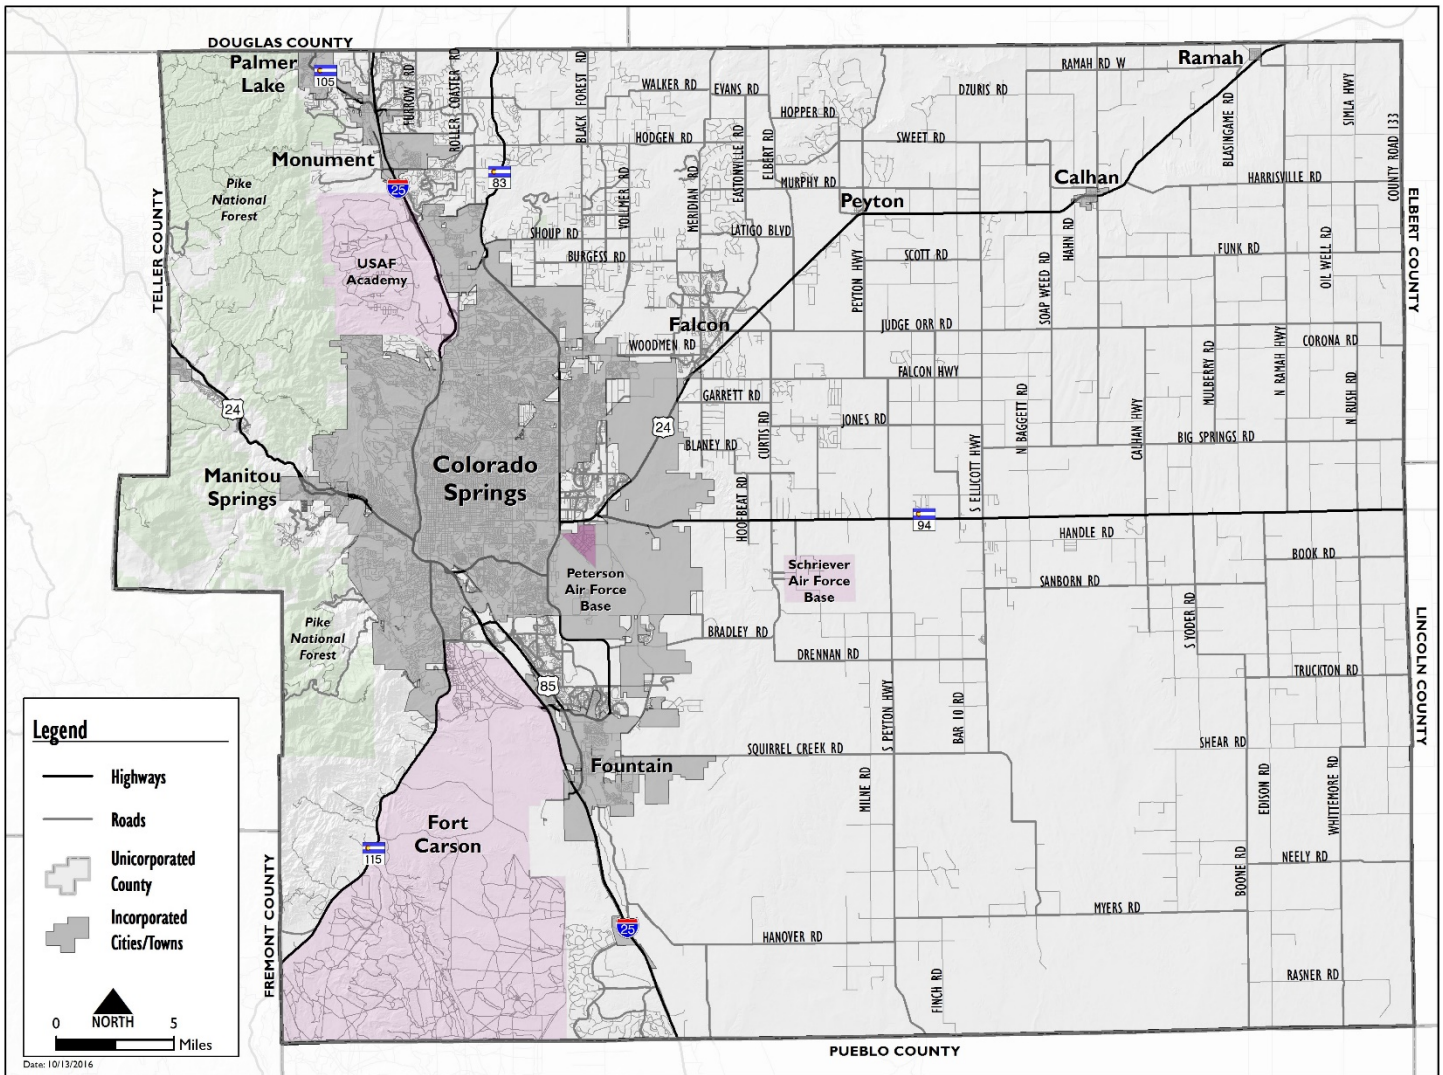 DOUGLAS COUNTY
Palmer
Lake
105
FURROW RD
ROLLER COASTER RD
BLACK FOREST RD
WALKER RD
EVANS RD
HOPPER RD
DZURIS RD
RAMAH RD W
Ramah
SIMLA HWY
COUNTY ROAD 133
BLASINGAME RD
HODGEN RD
SWEET RD
EASTONVILLE RD
ELBERT RD
Monument
25
83
VOLLMER RD
MERIDIAN RD
MURPHY RD
Peyton
Calhan
HARRISVILLE RD
Pike
National
Forest
TELLER COUNTY
ELBERT COUNTY
USAF
Academy
SHOUP RD
BURGESS RD
LATIGO BLVD
PEYTON HWY
SCOTT RD
SOAP WEED RD
HAHN RD
FUNK RD
OIL WELL RD
Falcon
WOODMEN RD
JUDGE ORR RD
N RAMAH HWY
CORONA RD
MULBERRY RD
FALCON HWY
24
GARRETT RD
N RUSH RD
24
CURTIS RD
JONES RD
N BAGGETT RD
CALHAN HWY
BIG SPRINGS RD
BLANEY RD
S ELLICOTT HWY
Colorado
Springs
Manitou
Springs
HOOFBEAT RD
94
HANDLE RD
BOOK RD
Peterson
Air Force
Base
Schriever
Air Force
Base
SANBORN RD
S YODER RD
Pike
National
Forest
BRADLEY RD
DRENNAN RD
TRUCKTON RD
LINCOLN COUNTY
85
S PEYTON HWY
BAR 10 RD
SQUIRREL CREEK RD
SHEAR RD
Fountain
MILNE RD
EDISON RD
WHITTEMORE RD
Fort
Carson
115
NEELY RD
BOONE RD
FREMONT COUNTY
MYERS RD
25
HANOVER RD
FINCH RD
RASNER RD
PUEBLO COUNTY
Legend
Highways
Roads
Unicorporated
County
Incorporated
Cities/Towns
NORTH
0 5
Miles
Date: 10/13/2016